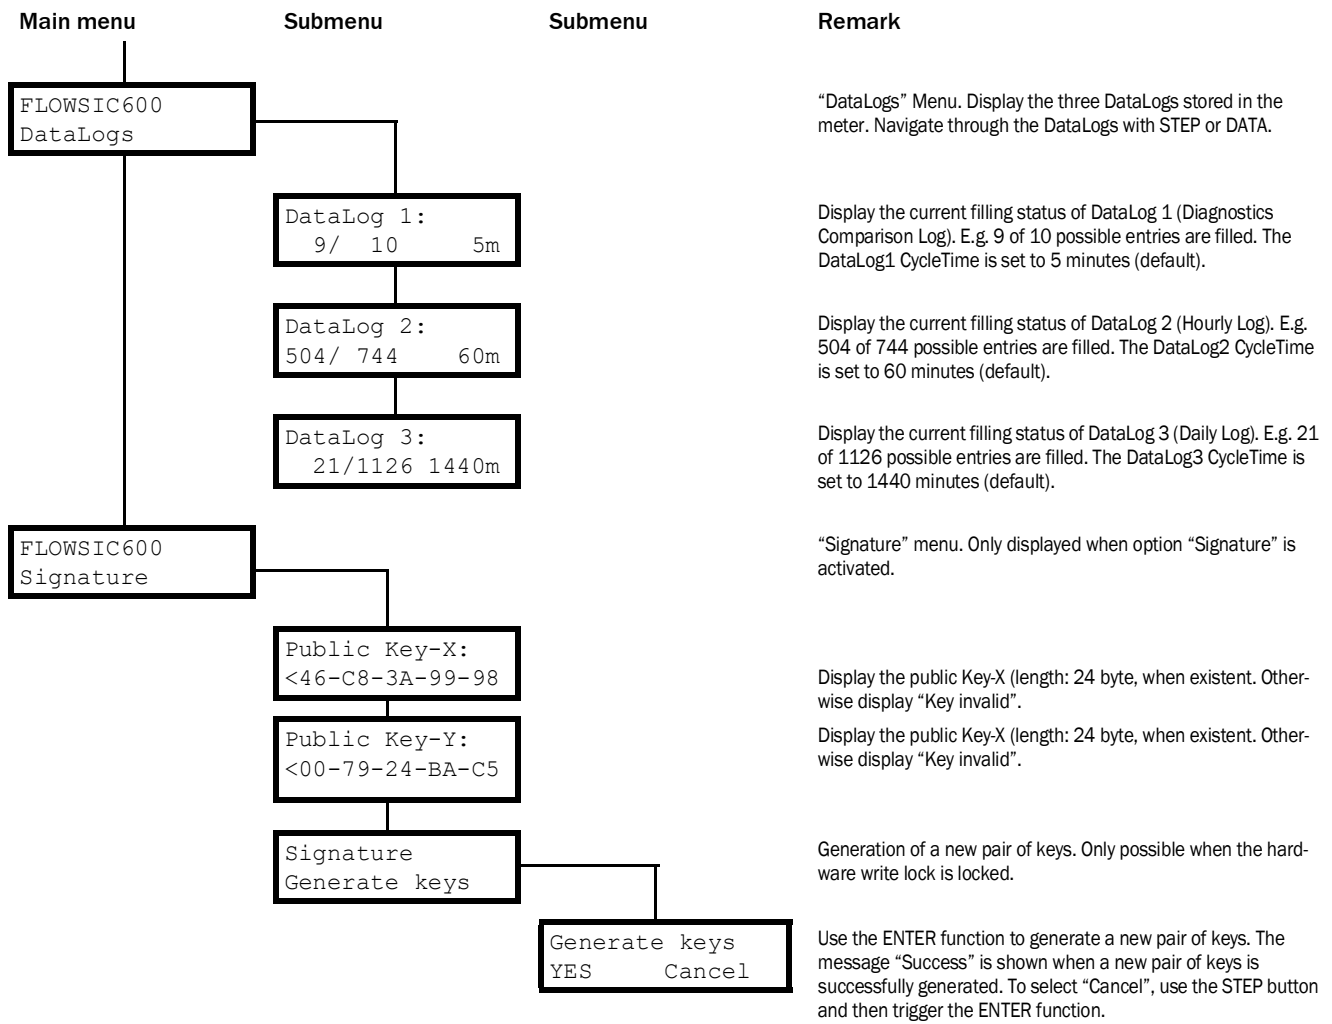 Main menu
Submenu
Submenu
Remark
FLOWSIC600
DataLogs
“DataLogs” Menu. Display the three DataLogs stored in the
meter. Navigate through the DataLogs with STEP or DATA.
DataLog 1:
9/ 10 5m
Display the current filling status of DataLog 1 (Diagnostics
Comparison Log). E.g. 9 of 10 possible entries are filled. The
DataLog1 CycleTime is set to 5 minutes (default).
DataLog 2:
504/ 744 60m
Display the current filling status of DataLog 2 (Hourly Log). E.g.
504 of 744 possible entries are filled. The DataLog2 CycleTime
is set to 60 minutes (default).
DataLog 3:
21/1126 1440m
Display the current filling status of DataLog 3 (Daily Log). E.g. 21
of 1126 possible entries are filled. The DataLog3 CycleTime is
set to 1440 minutes (default).
FLOWSIC600
Signature
“Signature” menu. Only displayed when option “Signature” is
activated.
Public Key-X:
<46-C8-3A-99-98
Display the public Key-X (length: 24 byte, when existent. Other-
wise display “Key invalid”.
Public Key-Y:
<00-79-24-BA-C5
Display the public Key-X (length: 24 byte, when existent. Other-
wise display “Key invalid”.
Signature
Generate keys
Generation of a new pair of keys. Only possible when the hard-
ware write lock is locked.
Generate keys
YES Cancel
Use the ENTER function to generate a new pair of keys. The
message “Success” is shown when a new pair of keys is
successfully generated. To select “Cancel”, use the STEP button
and then trigger the ENTER function.